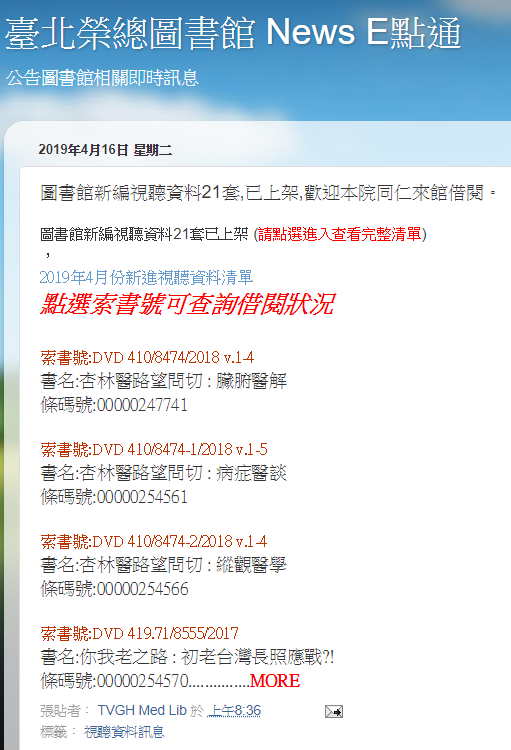 臺北榮總圖書館 News E點通
公告圖書館相關即時訊息
2019年4月16日 星期二
圖書館新編視聽資料21套,已上架,歡迎本院同仁來館借閱。
圖書館新編視聽資料21套已上架 (請點選進入查看完整清單)
，
2019年4月份新進視聽資料清單
點選索書號可查詢借閱狀況
索書號:DVD 410/8474/2018 v.1-4
書名:杏林醫路望問切 : 臟腑醫解
條碼號:00000247741
索書號:DVD 410/8474-1/2018 v.1-5
書名:杏林醫路望問切 : 病症醫談
條碼號:00000254561
索書號:DVD 410/8474-2/2018 v.1-4
書名:杏林醫路望問切 : 縱觀醫學
條碼號:00000254566
索書號:DVD 419.71/8555/2017
書名:你我老之路 : 初老台灣長照應戰?!
條碼號:00000254570...............MORE
張貼者： TVGH Med Lib 於 上午8:36
標籤： 視聽資料訊息